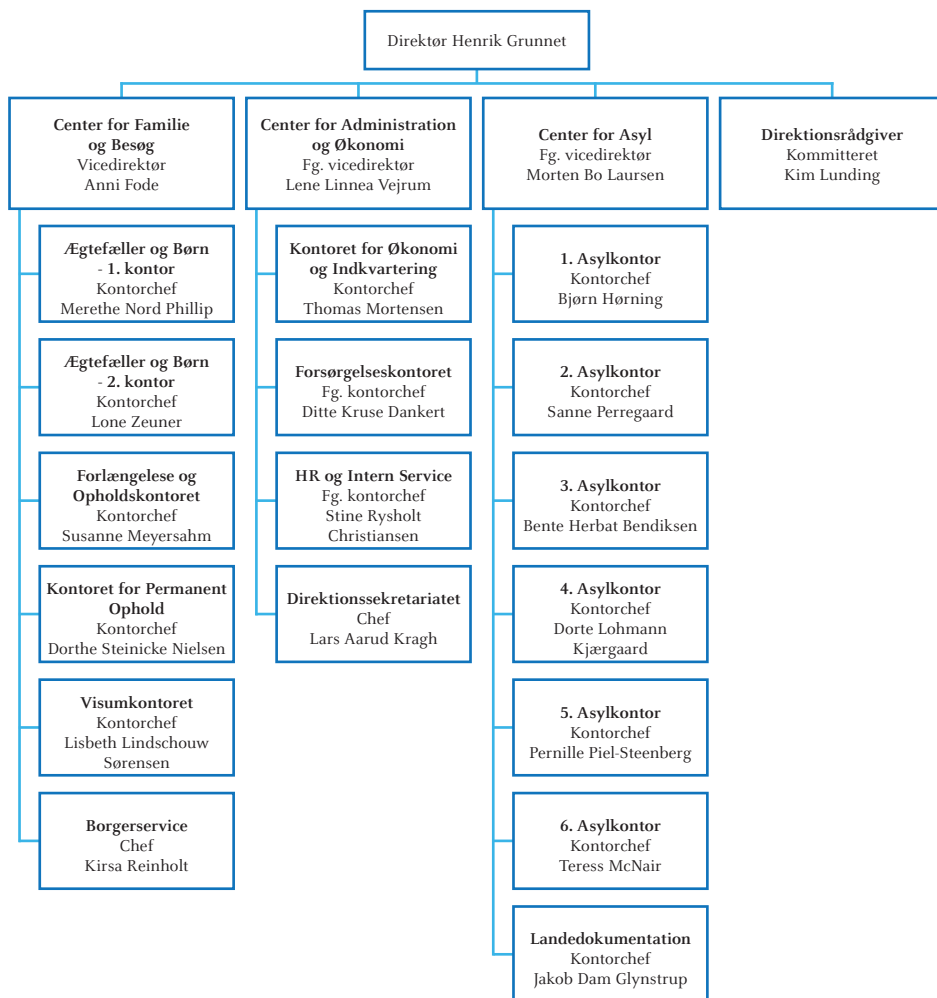 Direktør Henrik Grunnet
Center for Familie
og Besøg
Vicedirektør
Anni Fode
Ægtefæller og Børn
- 1. kontor
Kontorchef
Merethe Nord Phillip
Ægtefæller og Børn
- 2. kontor
Kontorchef
Lone Zeuner
Forlængelese og
Opholdskontoret
Kontorchef
Susanne Meyersahm
Kontoret for Permanent
Ophold
Kontorchef
Dorthe Steinicke Nielsen
Visumkontoret
Kontorchef
Lisbeth Lindschouw
Sørensen
Borgerservice
Chef
Kirsa Reinholt
Center for Administration
og Økonomi
Fg. vicedirektør
Lene Linnea Vejrum
Kontoret for Økonomi
og Indkvartering
Kontorchef
Thomas Mortensen
Forsørgelseskontoret
Fg. kontorchef
Ditte Kruse Dankert
HR og Intern Service
Fg. kontorchef
Stine Rysholt
Christiansen
Direktionssekretariatet
Chef
Lars Aarud Kragh
Center for Asyl
Fg. vicedirektør
Morten Bo Laursen
1. Asylkontor
Kontorchef
Bjørn Hørning
2. Asylkontor
Kontorchef
Sanne Perregaard
3. Asylkontor
Kontorchef
Bente Herbat Bendiksen
4. Asylkontor
Kontorchef
Dorte Lohmann
Kjærgaard
5. Asylkontor
Kontorchef
Pernille Piel-Steenberg
6. Asylkontor
Kontorchef
Teress McNair
Landedokumentation
Kontorchef
Jakob Dam Glynstrup
Direktionsrådgiver
Kommitteret
Kim Lunding